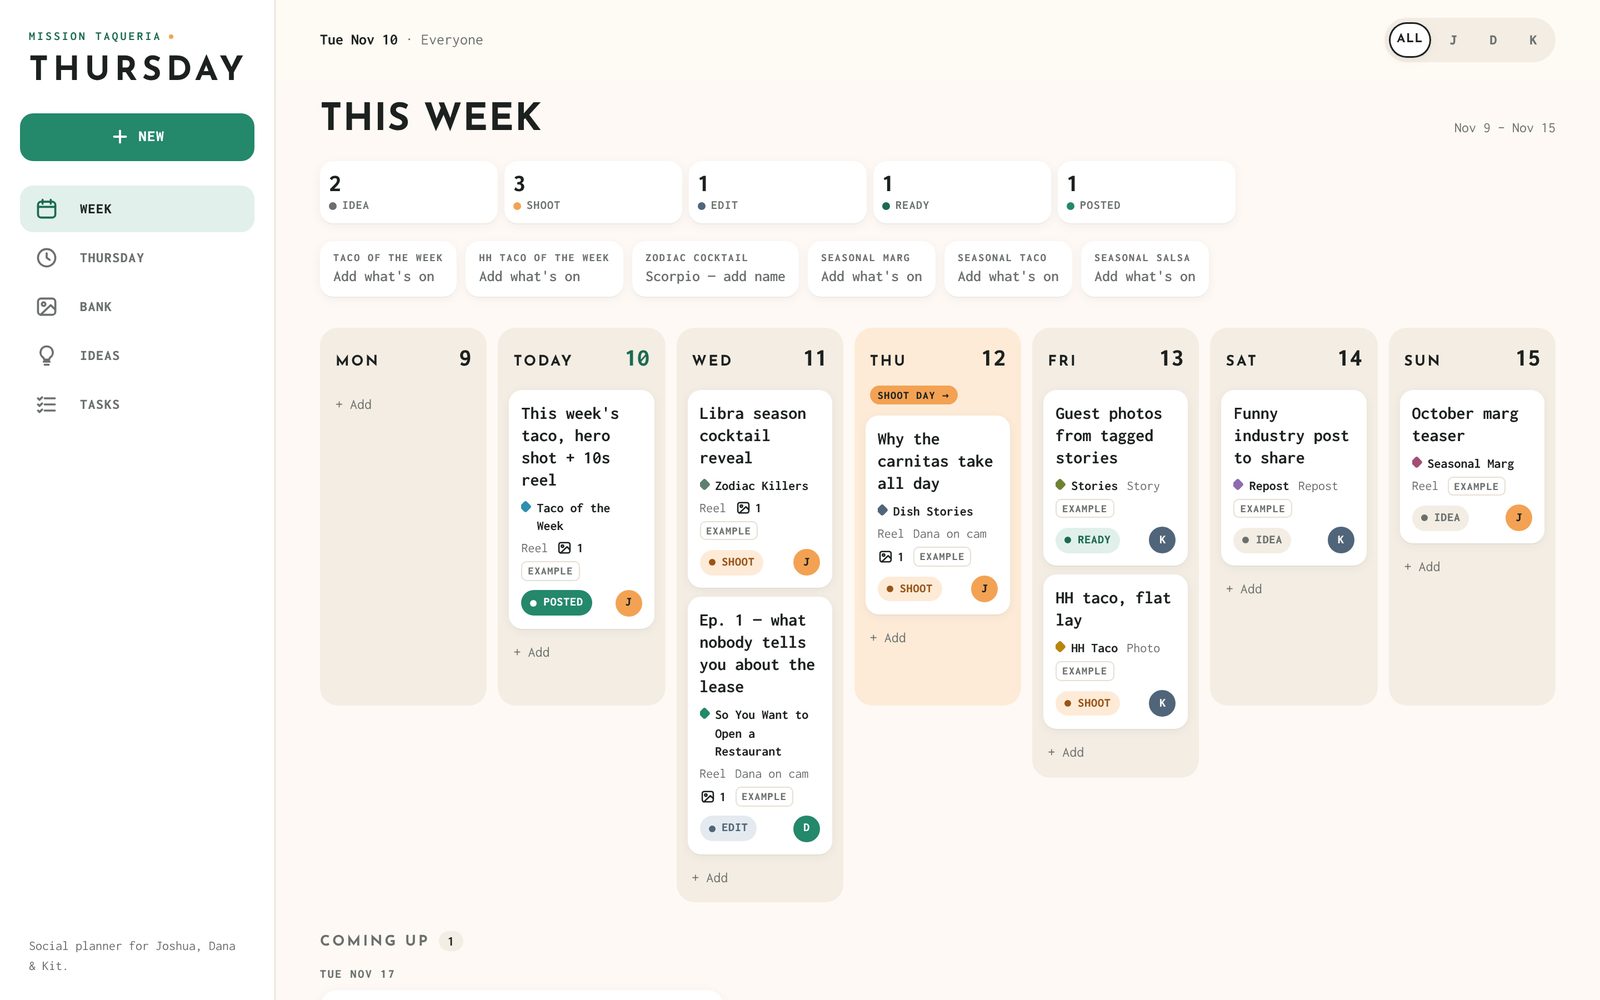 MISSION TAQUERIA
THURSDAY
+ NEW
WEEK
THURSDAY
BANK
IDEAS
TASKS
Social planner for Joshua, Dana
& Kit.
Tue Nov 10 · Everyone
ALL J D K
THIS WEEK
Nov 9 – Nov 15
2
IDEA
3
SHOOT
1
EDIT
1
READY
1
POSTED
TACO OF THE WEEK
Add what's on
HH TACO OF THE WEEK
Add what's on
ZODIAC COCKTAIL
Scorpio — add name
SEASONAL MARG
Add what's on
SEASONAL TACO
Add what's on
SEASONAL SALSA
Add what's on
MON 9
+ Add
TODAY 10
This week's
taco, hero
shot + 10s
reel
Taco of the
Week
Reel 1
EXAMPLE
POSTED J
+ Add
WED 11
Libra season
cocktail
reveal
Zodiac Killers
Reel 1
EXAMPLE
SHOOT J
Ep. 1 — what
nobody tells
you about the
lease
So You Want to
Open a
Restaurant
Reel Dana on cam
1 EXAMPLE
EDIT D
+ Add
THU 12
SHOOT DAY →
Why the
carnitas take
all day
Dish Stories
Reel Dana on cam
1 EXAMPLE
SHOOT J
+ Add
FRI 13
Guest photos
from tagged
stories
Stories Story
EXAMPLE
READY K
HH taco, flat
lay
HH Taco Photo
EXAMPLE
SHOOT K
+ Add
SAT 14
Funny
industry post
to share
Repost Repost
EXAMPLE
IDEA K
+ Add
SUN 15
October marg
teaser
Seasonal Marg
Reel EXAMPLE
IDEA J
+ Add
COMING UP 1
TUE NOV 17